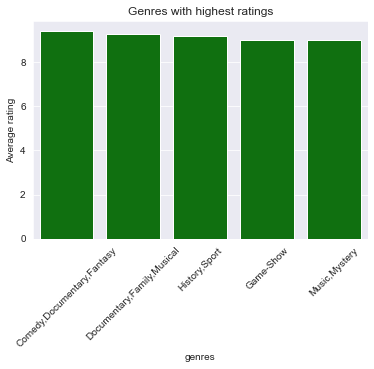 Genres with highest ratings
Average rating
8
6
4
2
0
Comedy,Documentary,Fantasy
Documentary,Family,Musical
History,Sport
Game-Show
Music,Mystery
genres